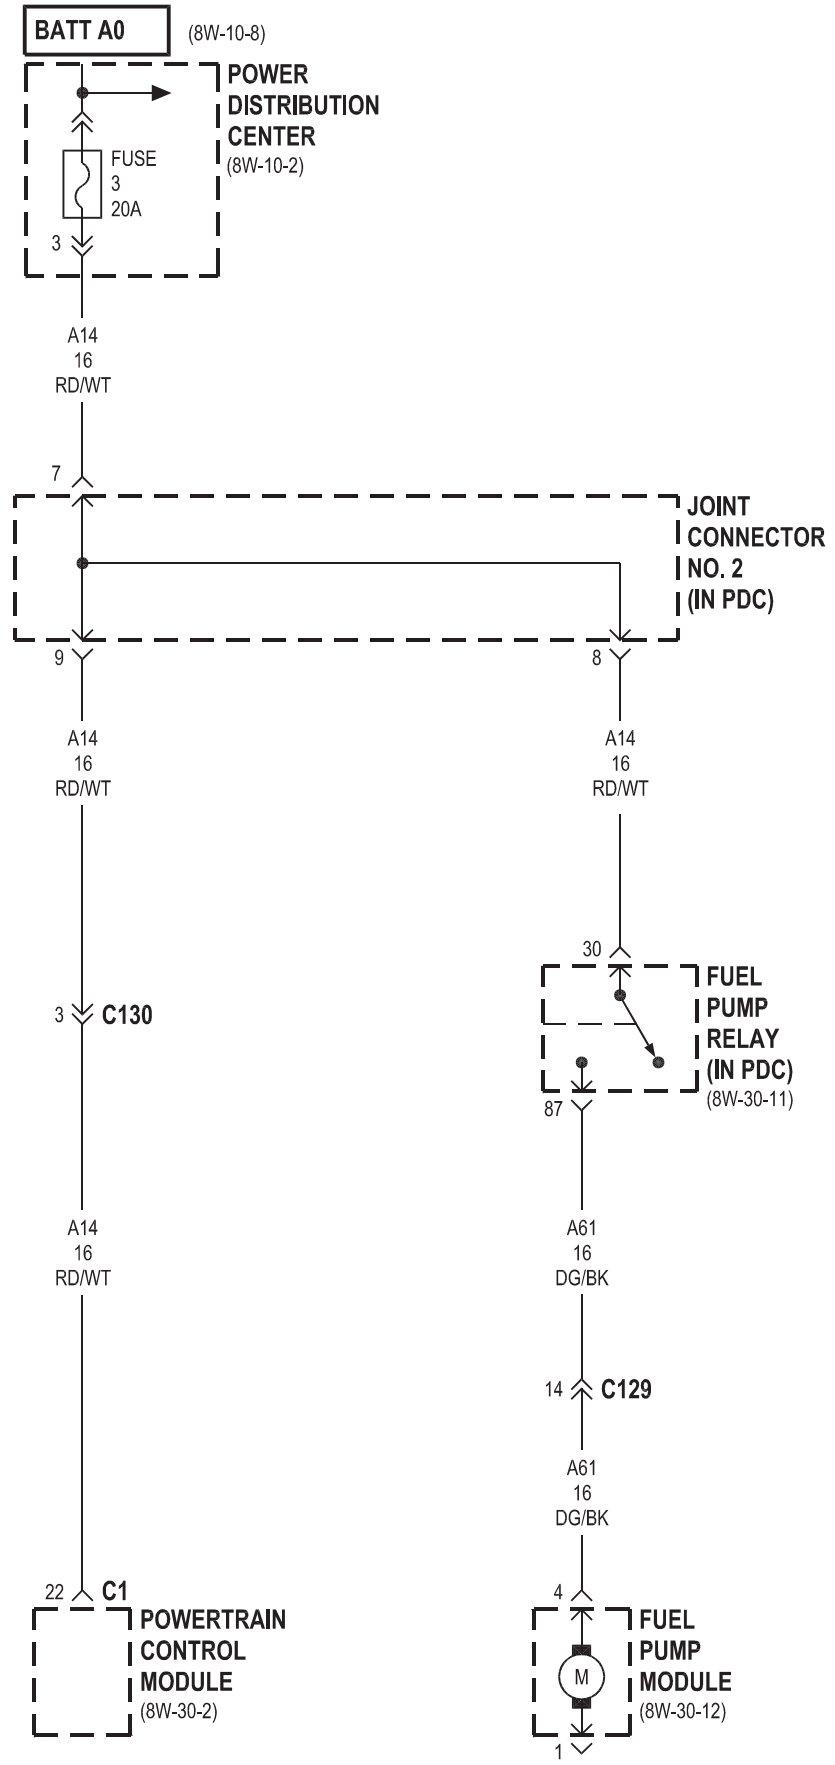 BATT A0
(8W-10-8)
POWER
DISTRIBUTION
CENTER
(8W-10-2)
FUSE
3
20A
3
A14
16
RD/WT
7
JOINT
CONNECTOR
NO. 2
(IN PDC)
9
8
A14
16
RD/WT
A14
16
RD/WT
30
FUEL
PUMP
RELAY
(IN PDC)
(8W-30-11)
3
C130
87
A14
16
RD/WT
A61
16
DG/BK
14
C129
A61
16
DG/BK
22
C1
POWERTRAIN
CONTROL
MODULE
(8W-30-2)
4
FUEL
PUMP
MODULE
(8W-30-12)
M
1